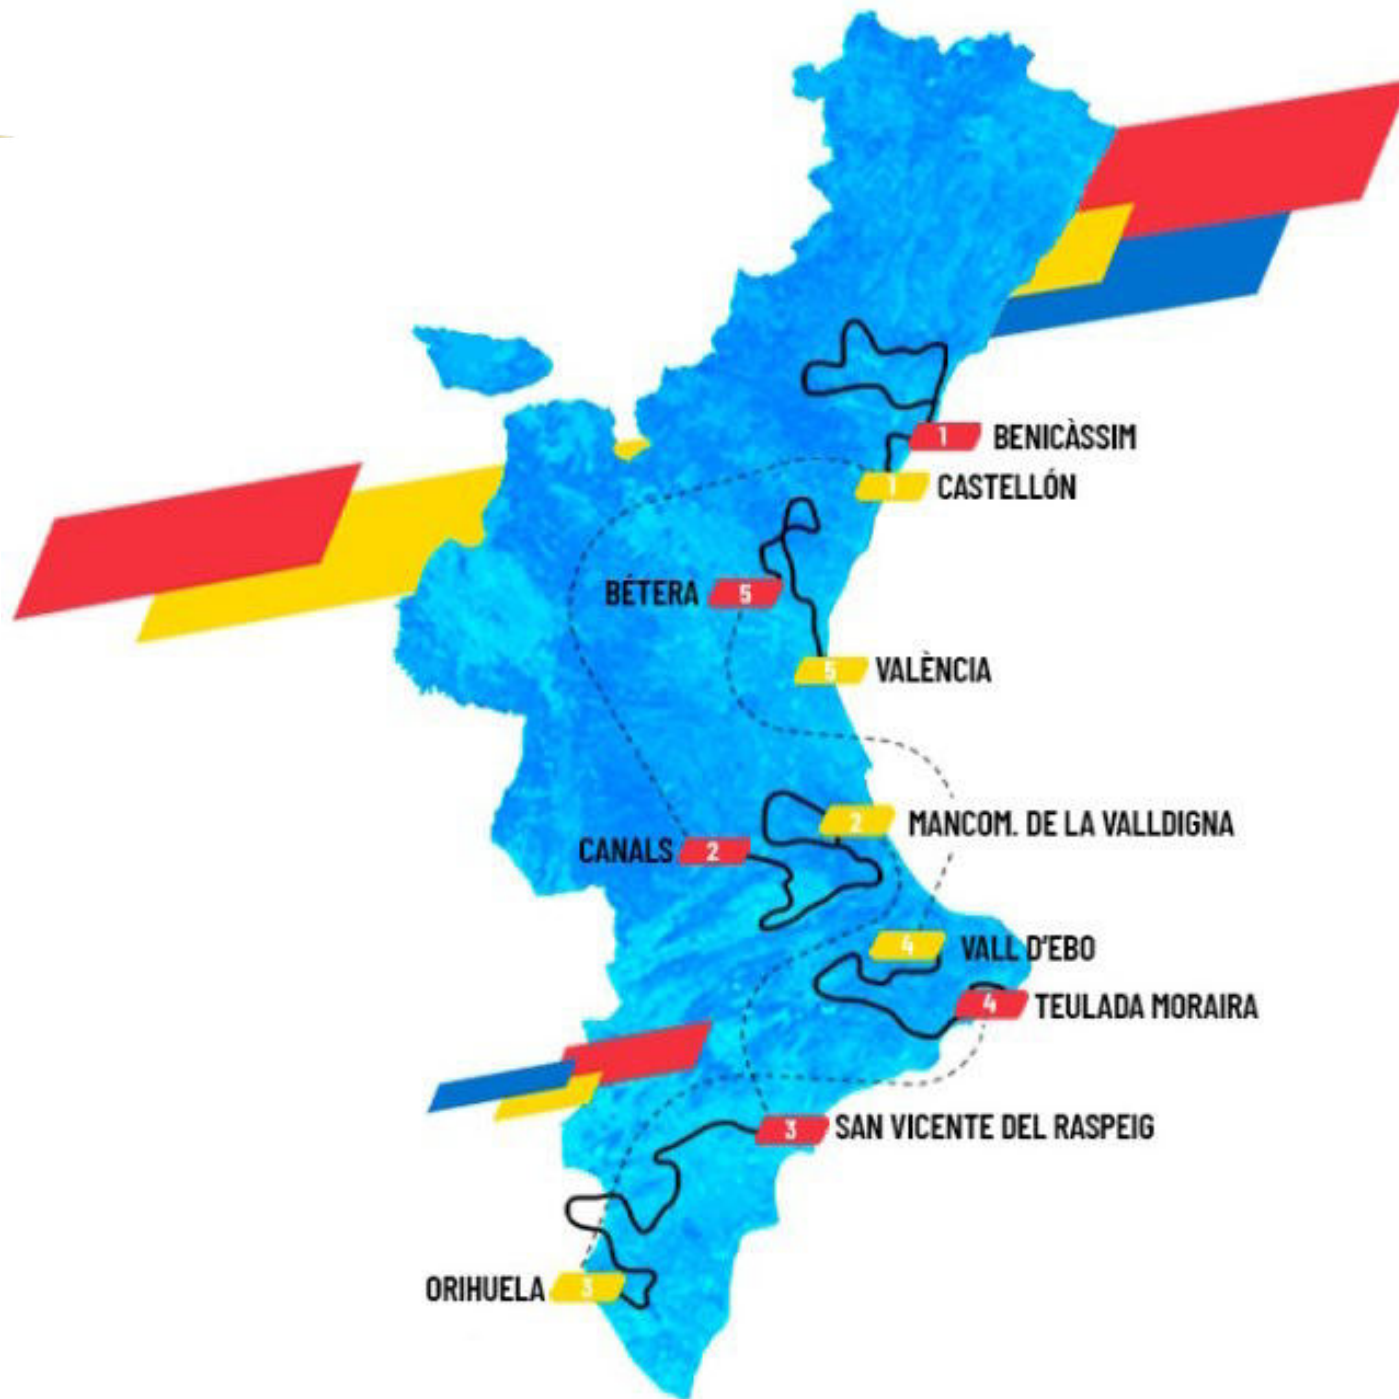 1 BENICÀSSIM
1 CASTELLÓN
BÉTERA 5
5 VALÈNCIA
2 MANCOM. DE LA VALLDIGNA
CANALS 2
4 VALL D'EBO
4 TEULADA MORAIRA
3 SAN VICENTE DEL RASPEIG
ORIHUELA 3